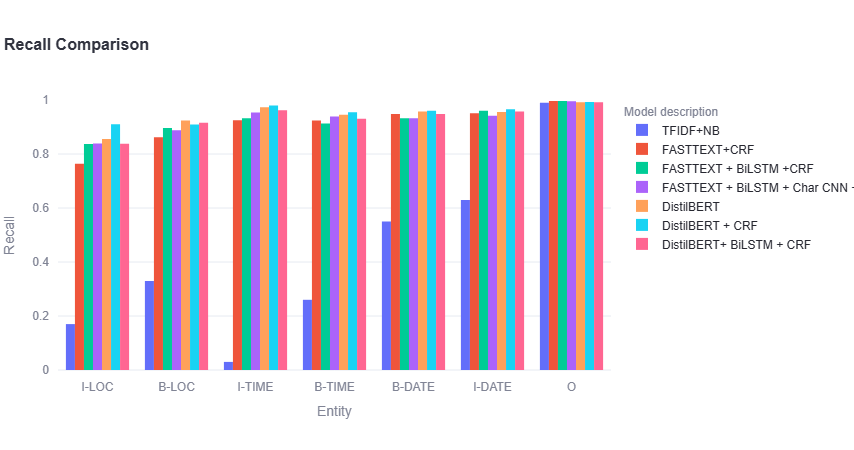 Recall Comparison
1
0.8
0.6
0.4
0.2
0
Recall
I-LOC
B-LOC
I-TIME
B-TIME
B-DATE
I-DATE
O
Entity
Model description
TFIDF+NB
FASTTEXT+CRF
FASTTEXT + BiLSTM +CRF
FASTTEXT + BiLSTM + Char CNN -
DistilBERT
DistilBERT + CRF
DistilBERT+ BiLSTM + CRF